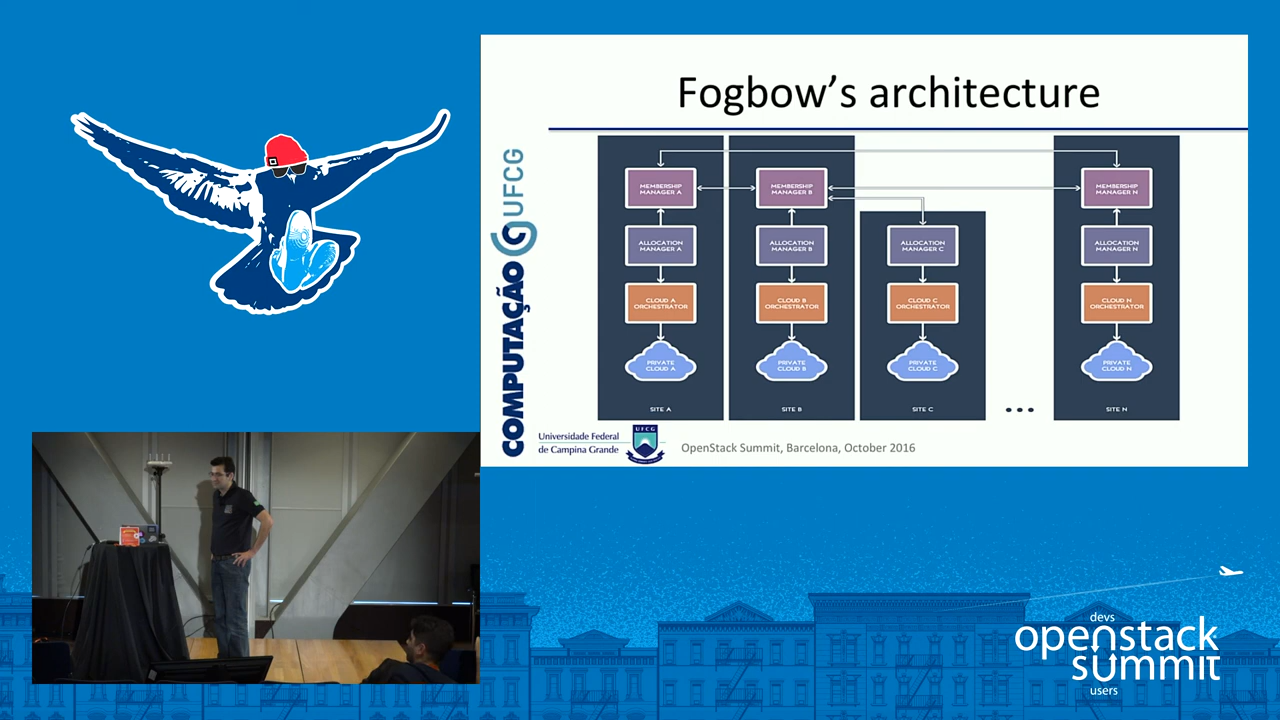 Fogbow's architecture
COMPUTAÇÃO UFCG
MEMBERSHIP
MANAGER A
MEMBERSHIP
MANAGER B
MEMBERSHIP
MANAGER N
ALLOCATION
MANAGER A
ALLOCATION
MANAGER B
ALLOCATION
MANAGER C
ALLOCATION
MANAGER N
CLOUD A
ORCHESTRATOR
CLOUD B
ORCHESTRATOR
CLOUD C
ORCHESTRATOR
CLOUD N
ORCHESTRATOR
PRIVATE
CLOUD A
PRIVATE
CLOUD B
PRIVATE
CLOUD C
PRIVATE
CLOUD N
SITE A
SITE B
SITE C
...
SITE N
Universidade Federal
de Campina Grande
UFCG
OpenStack Summit, Barcelona, October 2016
devs
openstack
summit
users